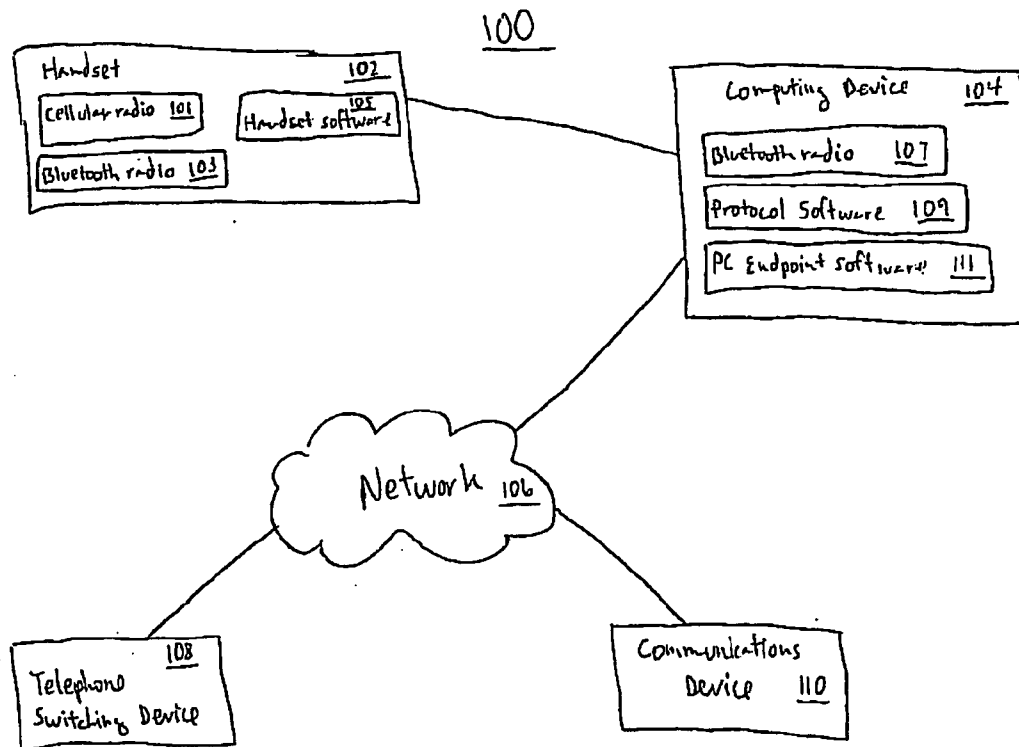 100
Handset 102
Cellular radio 101
105
Handset software
Bluetooth radio 103
Computing Device 104
Bluetooth radio 107
Protocol Software 109
PC Endpoint software 111
Network 106
108
Telephone
Switching Device
Communications
Device 110